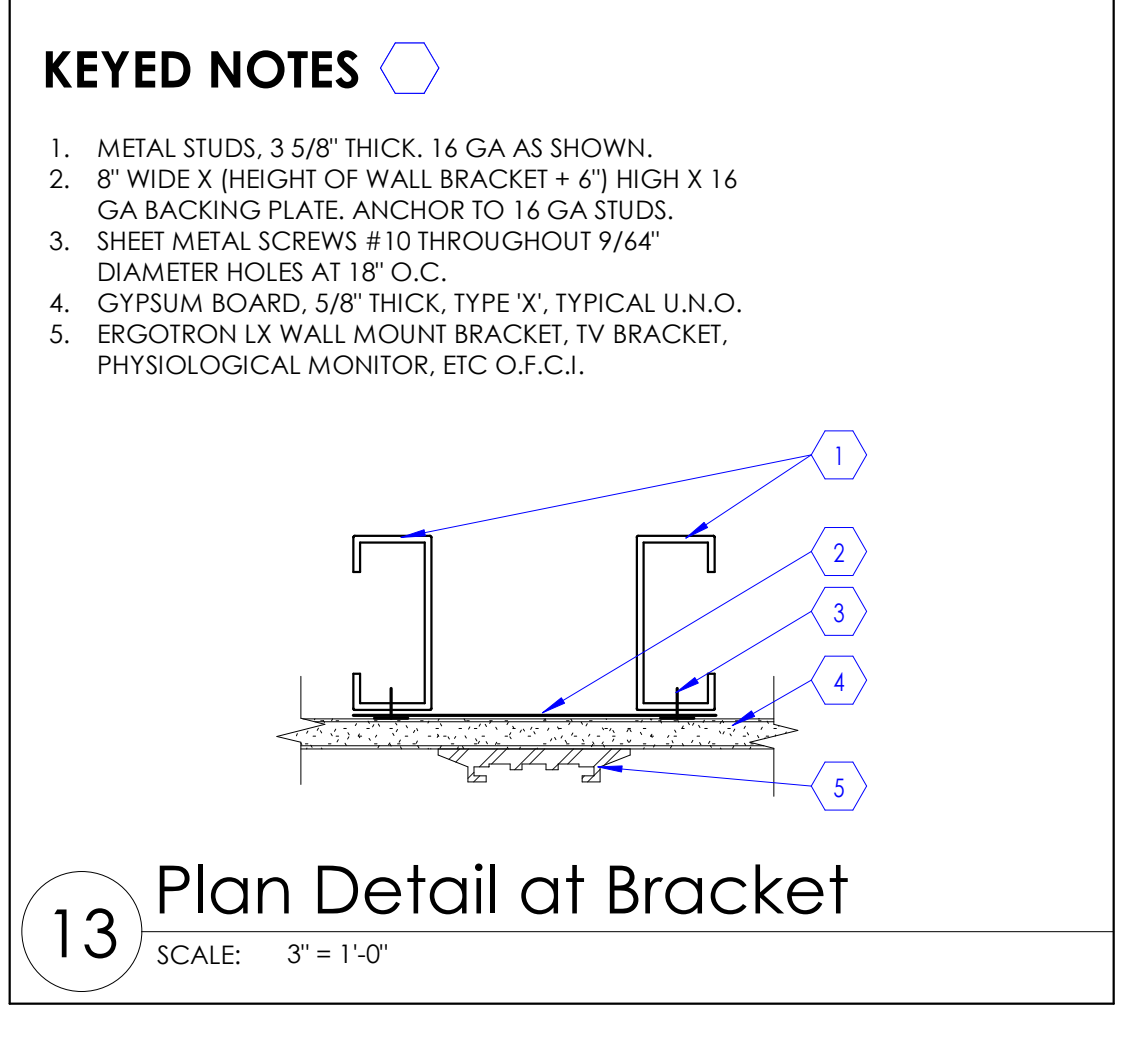 KEYED NOTES
1. METAL STUDS, 3 5/8" THICK. 16 GA AS SHOWN.
2. 8" WIDE X (HEIGHT OF WALL BRACKET + 6") HIGH X 16
GA BACKING PLATE. ANCHOR TO 16 GA STUDS.
3. SHEET METAL SCREWS #10 THROUGHOUT 9/64"
DIAMETER HOLES AT 18" O.C.
4. GYPSUM BOARD, 5/8" THICK, TYPE 'X', TYPICAL U.N.O.
5. ERGOTRON LX WALL MOUNT BRACKET, TV BRACKET,
PHYSIOLOGICAL MONITOR, ETC O.F.C.I.
1
2
3
4
5
13 Plan Detail at Bracket
SCALE: 3" = 1'-0"